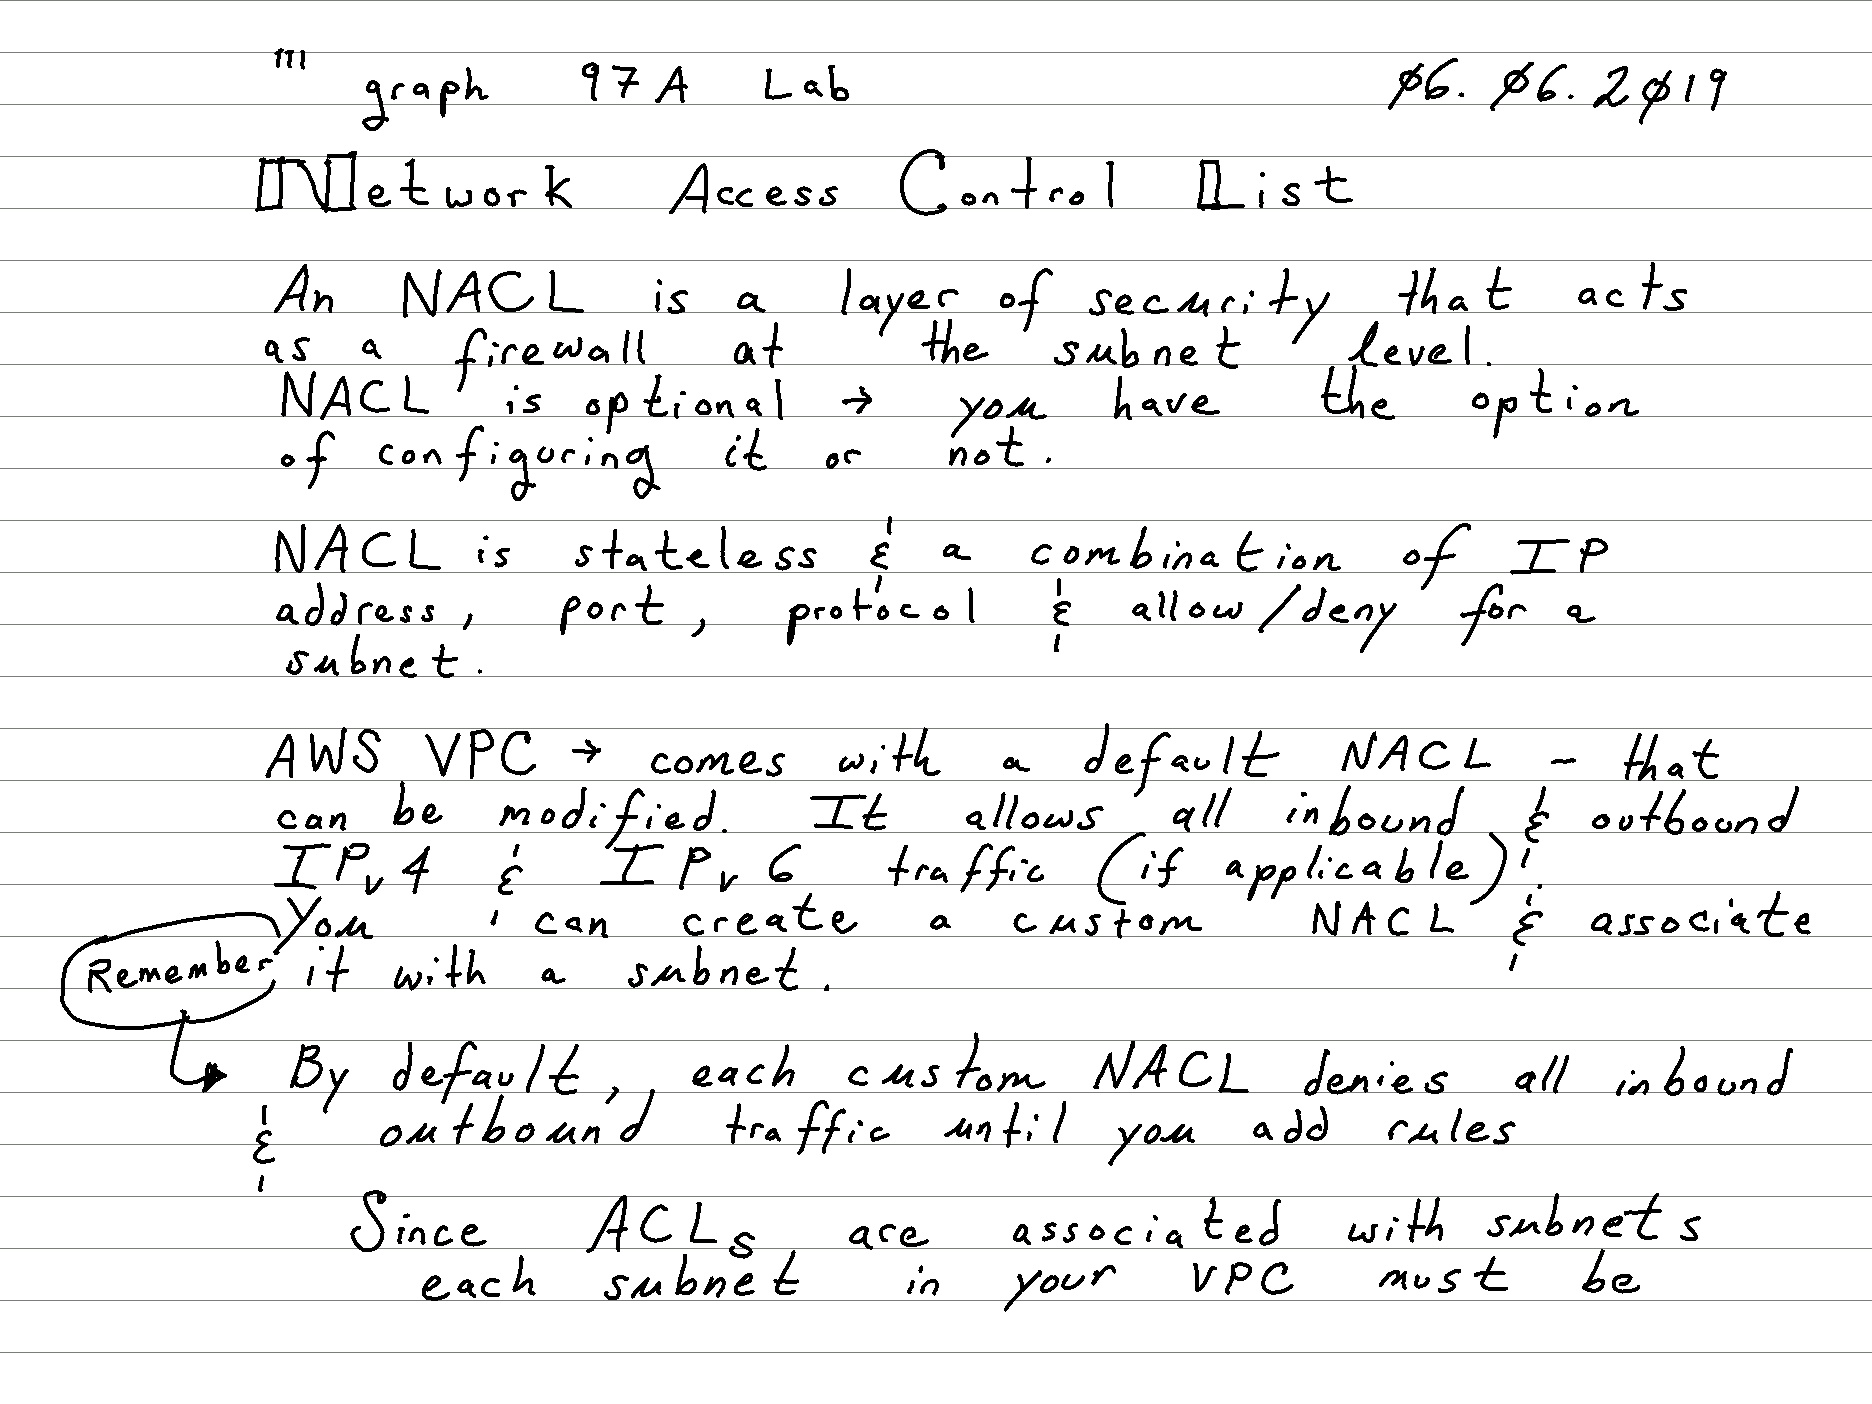 m
graph 97A Lab 06.06.2019
Network Access Control List
An NACL is a layer of security that acts
as a firewall at the subnet level.
NACL is optional → you have the option
of configuring it or not.
NACL is stateless & a combination of IP
address, port, protocol & allow/deny for a
subnet.
AWS VPC → comes with a default NACL - that
can be modified. It allows all inbound & outbound
IPv4 & IPv6 traffic (if applicable).
You can create a custom NACL & associate
Remember it with a subnet.
By default, each custom NACL denies all inbound
& outbound traffic until you add rules
Since ACLs are associated with subnets,
each subnet in your VPC must be